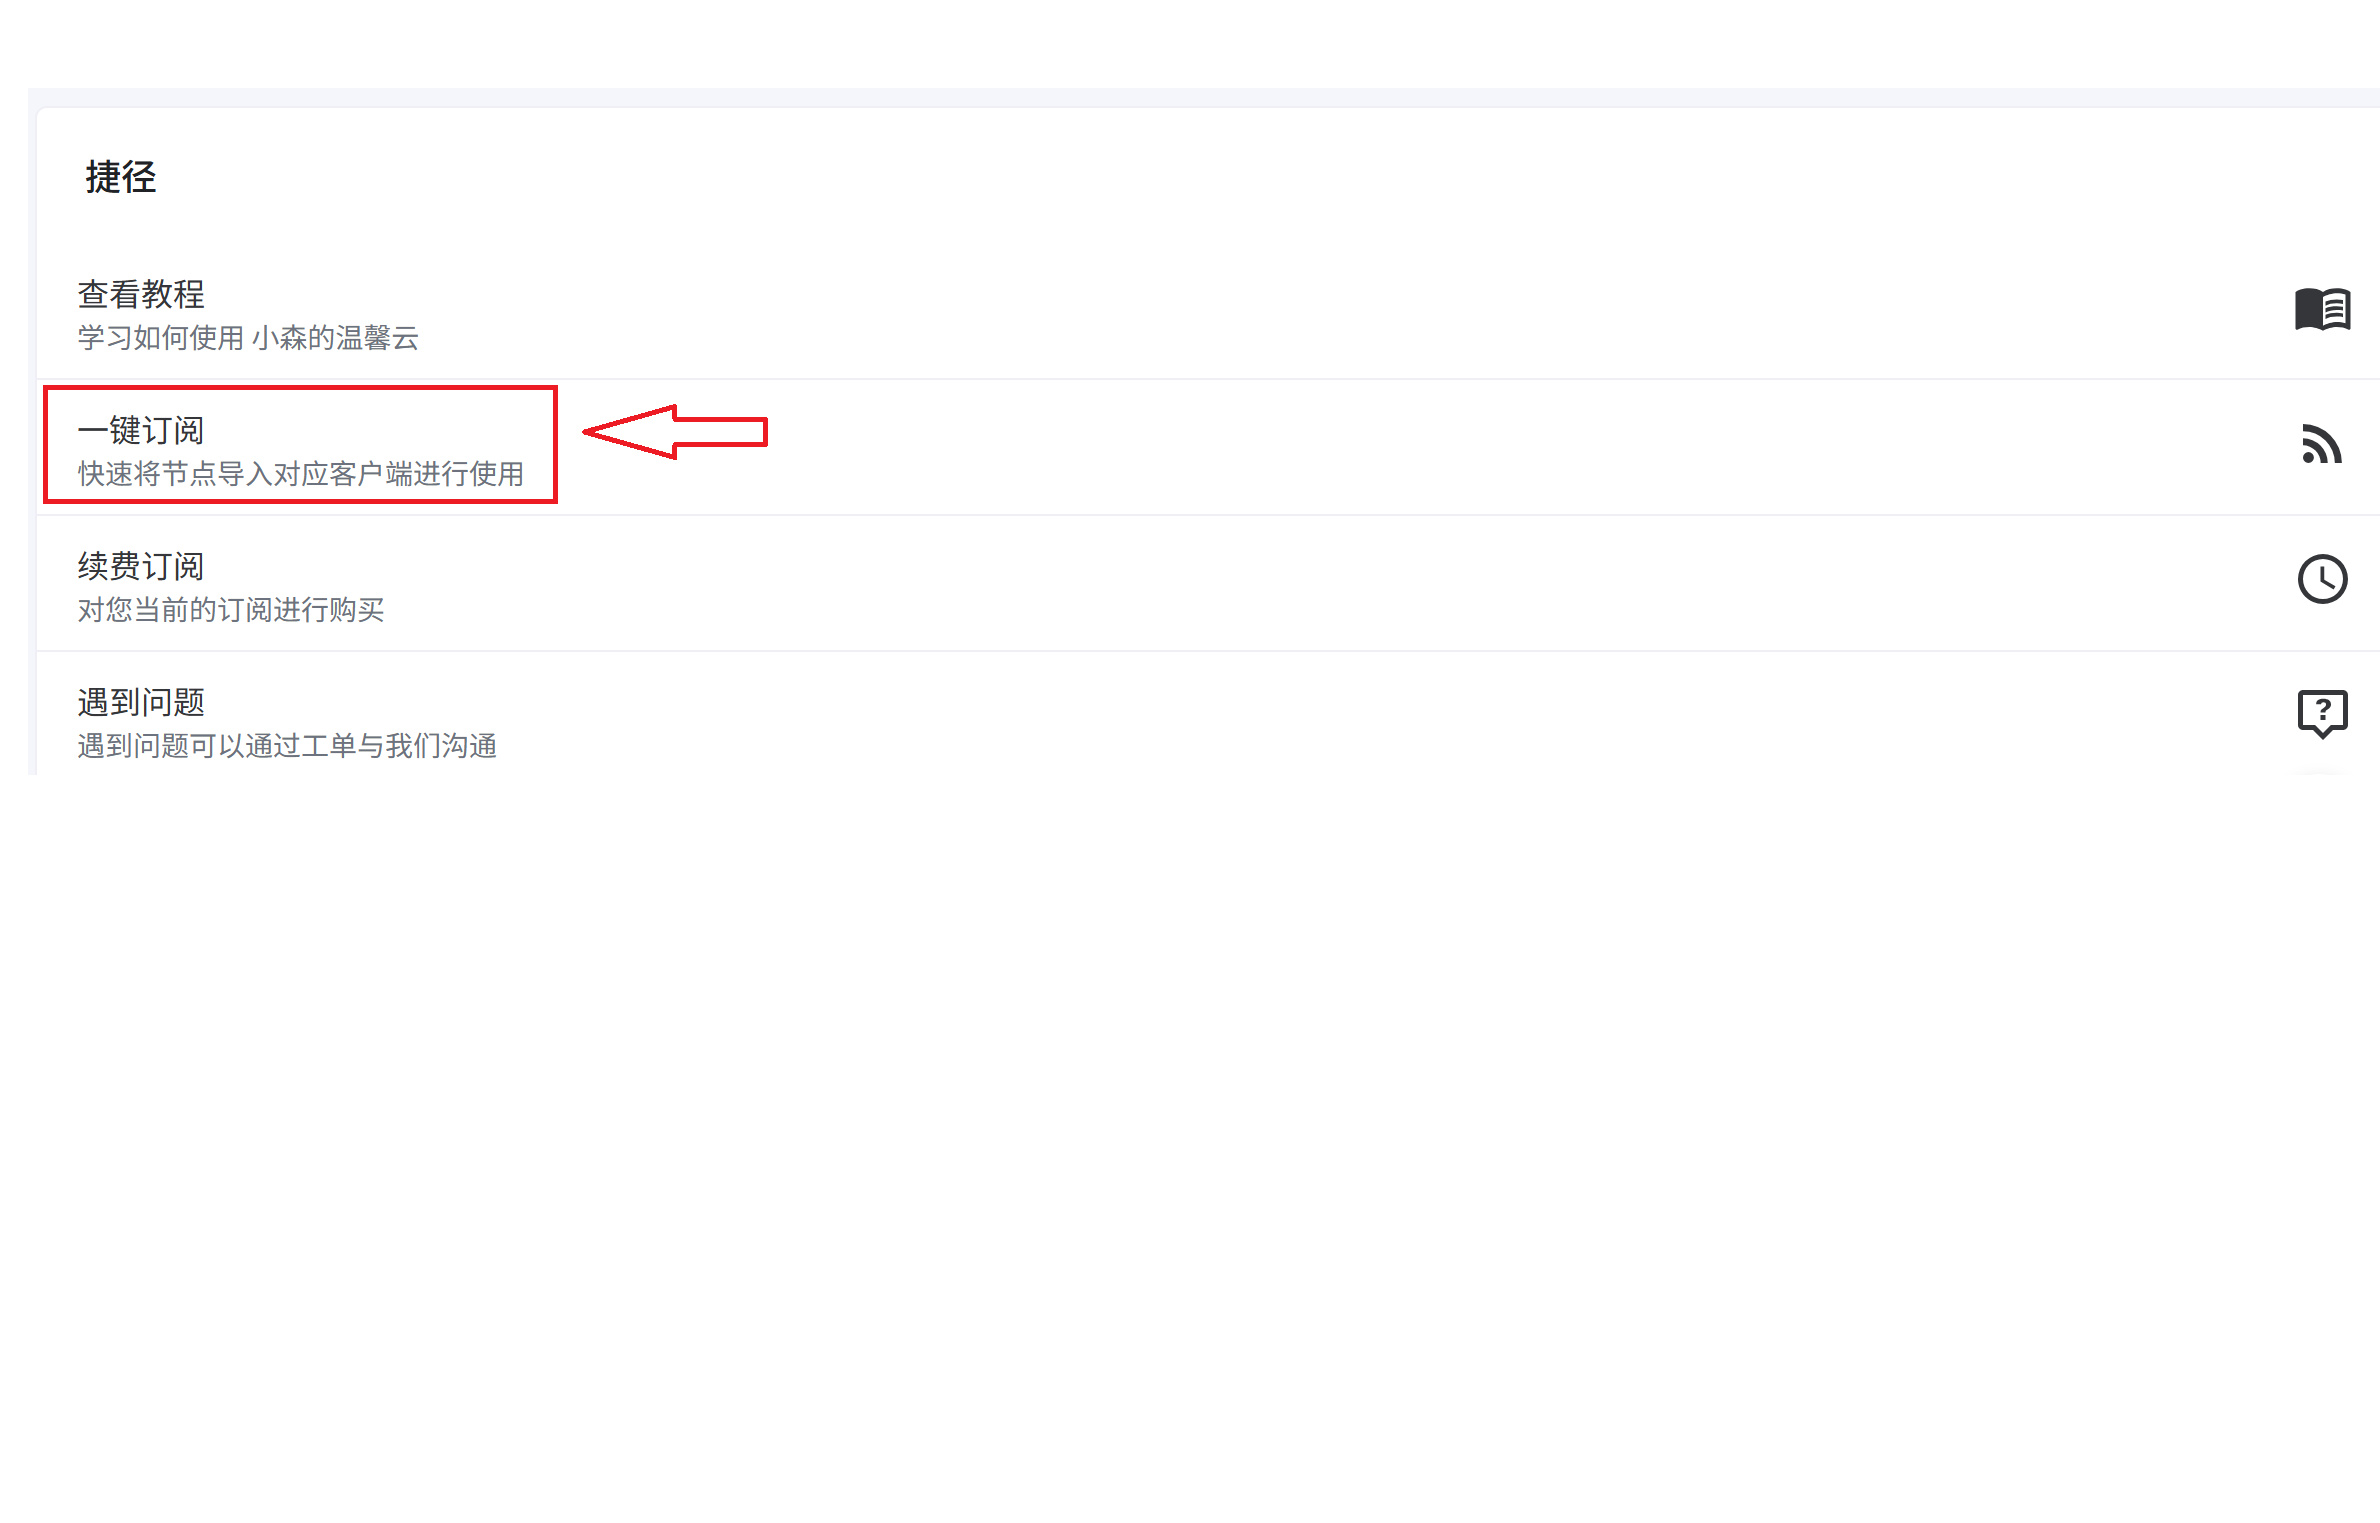 捷径
查看教程
学习如何使用 小森的温馨云
一键订阅
快速将节点导入对应客户端进行使用
续费订阅
对您当前的订阅进行购买
遇到问题
遇到问题可以通过工单与我们沟通